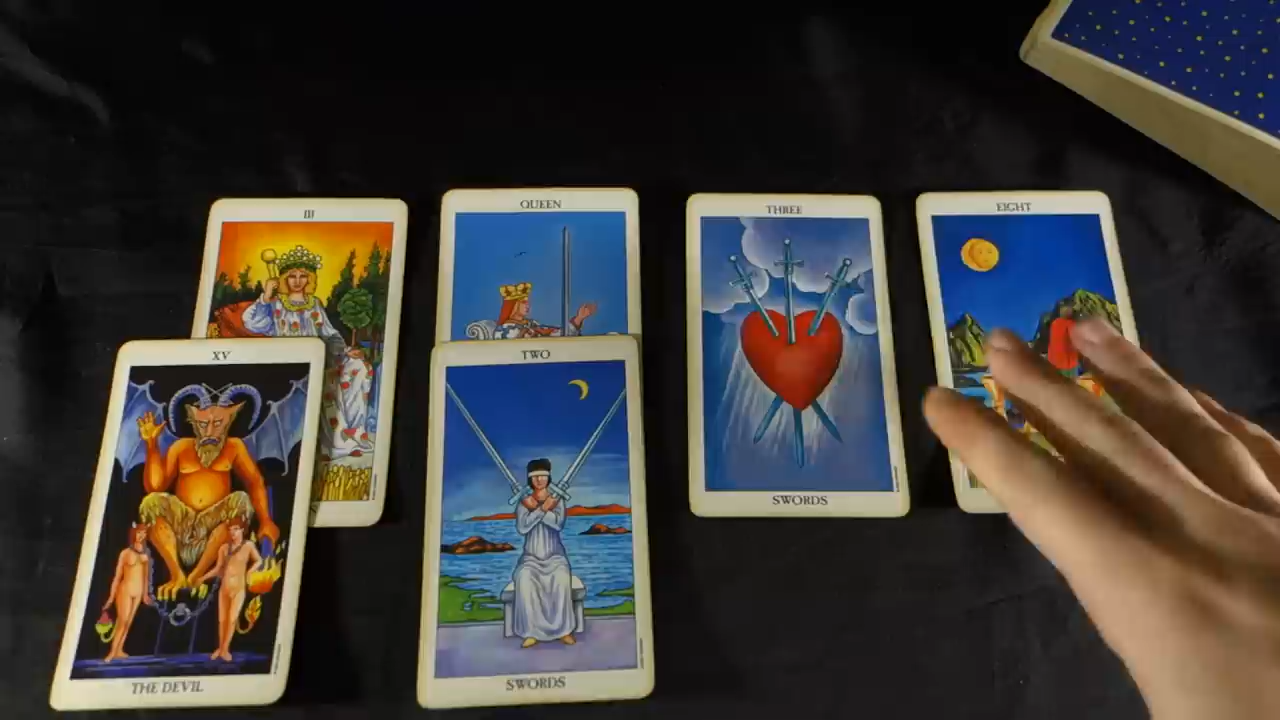 III
QUEEN
THREE
EIGHT
XV
TWO
SWORDS
THE DEVIL
SWORDS